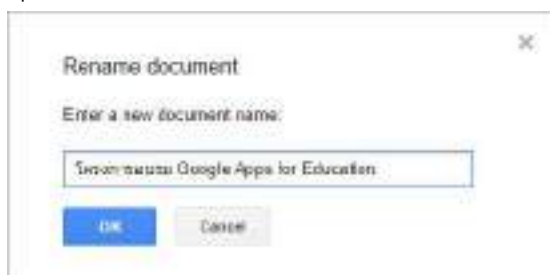 Rename document
Enter a new document name:
Google Apps for Education
OK
Cancel